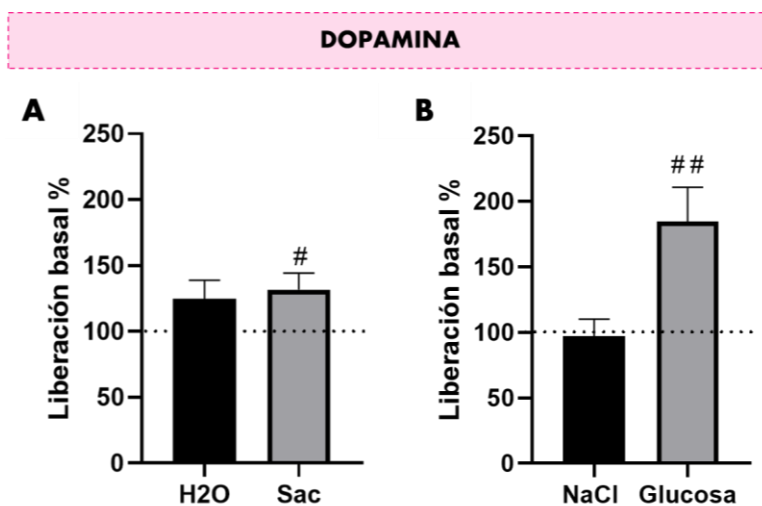 DOPAMINA
A
Liberación basal %
250
200
150
100
50
0
#
H2O Sac
B
Liberación basal %
250
200
150
100
50
0
##
NaCl Glucosa